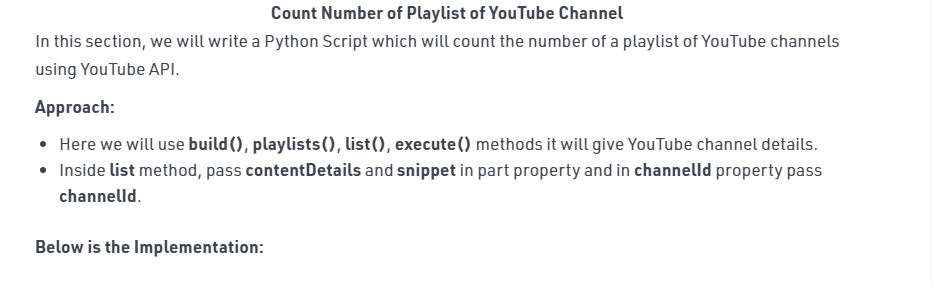 Count Number of Playlist of YouTube Channel
In this section, we will write a Python Script which will count the number of a playlist of YouTube channels
using YouTube API.
Approach:
• Here we will use build(), playlists(), list(), execute() methods it will give YouTube channel details.
• Inside list method, pass contentDetails and snippet in part property and in channelId property pass
channelId.
Below is the Implementation: